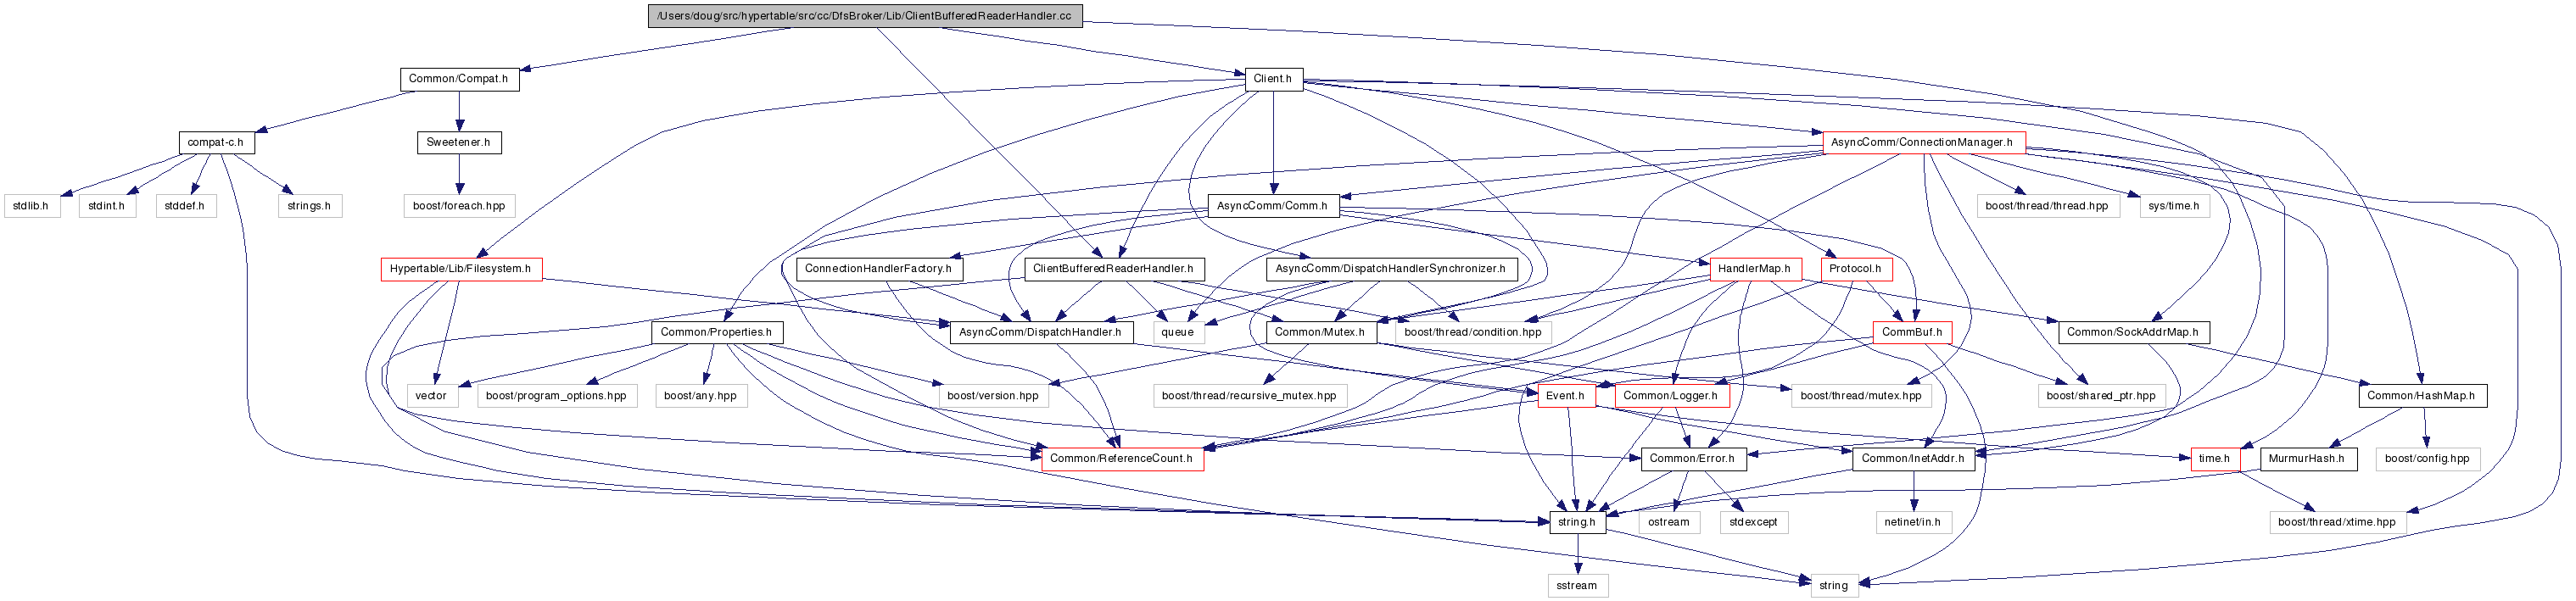 /Users/doug/src/hypertable/src/cc/DfsBroker/Lib/ClientBufferedReaderHandler.cc
Common/Compat.h
Client.h
compat-c.h
Sweetener.h
AsyncComm/ConnectionManager.h
stdlib.h
stdint.h
stddef.h
strings.h
boost/foreach.hpp
AsyncComm/Comm.h
boost/thread/thread.hpp
sys/time.h
Hypertable/Lib/Filesystem.h
ConnectionHandlerFactory.h
ClientBufferedReaderHandler.h
AsyncComm/DispatchHandlerSynchronizer.h
HandlerMap.h
Protocol.h
Common/Properties.h
AsyncComm/DispatchHandler.h
queue
Common/Mutex.h
boost/thread/condition.hpp
CommBuf.h
Common/SockAddrMap.h
vector
boost/program_options.hpp
boost/any.hpp
boost/version.hpp
boost/thread/recursive_mutex.hpp
Event.h
Common/Logger.h
boost/thread/mutex.hpp
boost/shared_ptr.hpp
Common/HashMap.h
Common/ReferenceCount.h
Common/Error.h
Common/InetAddr.h
time.h
MurmurHash.h
boost/config.hpp
string.h
ostream
stdexcept
netinet/in.h
boost/thread/xtime.hpp
sstream
string